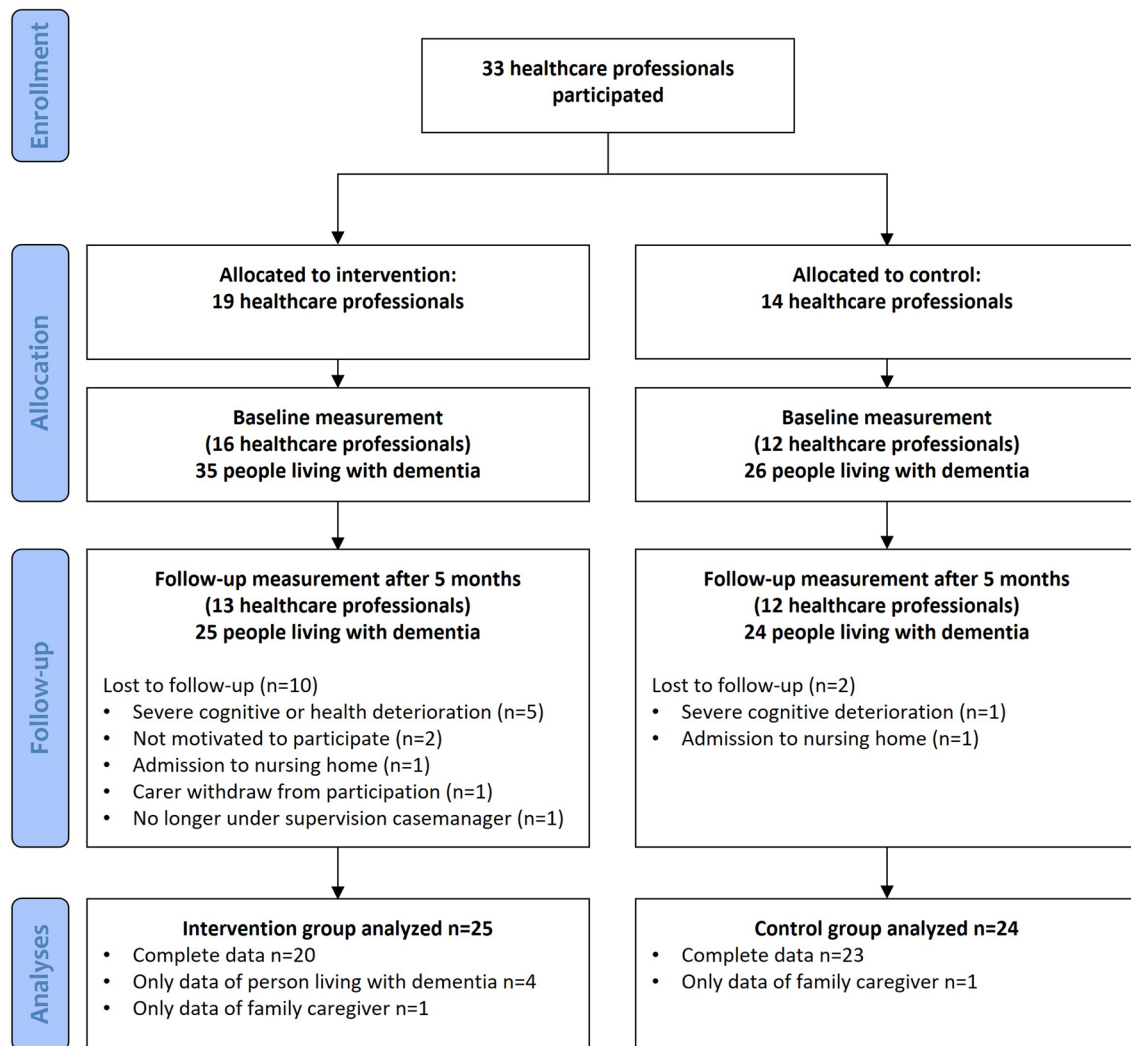 Enrollment
33 healthcare professionals
participated
Allocation
Allocated to intervention:
19 healthcare professionals
Allocated to control:
14 healthcare professionals
Baseline measurement
(16 healthcare professionals)
35 people living with dementia
Baseline measurement
(12 healthcare professionals)
26 people living with dementia
Follow-up
Follow-up measurement after 5 months
(13 healthcare professionals)
25 people living with dementia
Lost to follow-up (n=10)
• Severe cognitive or health deterioration (n=5)
• Not motivated to participate (n=2)
• Admission to nursing home (n=1)
• Carer withdraw from participation (n=1)
• No longer under supervision casemanager (n=1)
Follow-up measurement after 5 months
(12 healthcare professionals)
24 people living with dementia
Lost to follow-up (n=2)
• Severe cognitive deterioration (n=1)
• Admission to nursing home (n=1)
Analyses
Intervention group analyzed n=25
• Complete data n=20
• Only data of person living with dementia n=4
• Only data of family caregiver n=1
Control group analyzed n=24
• Complete data n=23
• Only data of family caregiver n=1